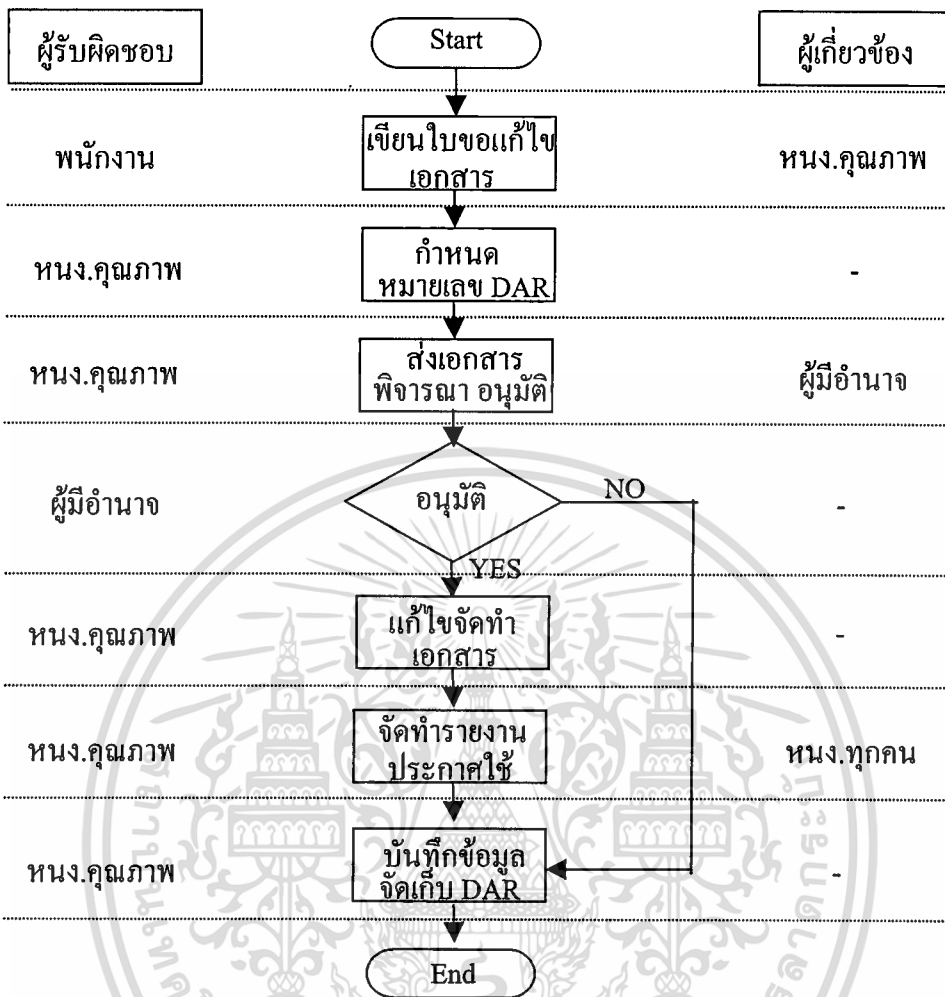 ผู้รับผิดชอบ
Start
ผู้เกี่ยวข้อง
พนักงาน
เขียนใบขอแก้ไข
เอกสาร
หนง.คุณภาพ
หนง.คุณภาพ
กำหนด
หมายเลข DAR
-
หนง.คุณภาพ
ส่งเอกสาร
พิจารณา อนุมัติ
ผู้มีอำนาจ
ผู้มีอำนาจ
อนุมัติ
NO
-
YES
หนง.คุณภาพ
แก้ไขจัดทำ
เอกสาร
-
หนง.คุณภาพ
จัดทำรายงาน
ประกาศใช้
หนง.ทุกคน
หนง.คุณภาพ
บันทึกข้อมูล
จัดเก็บ DAR
-
End